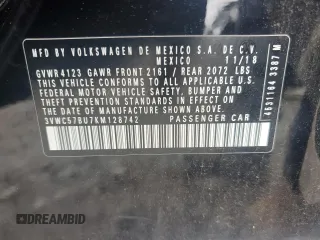 MFD BY VOLKSWAGEN DE MEXICO S.A. DE C.V.
MEXICO 11/18
GVWR 4123 GAWR FRONT 2161 / REAR 2072 LBS
THIS VEHICLE CONFORMS TO ALL APPLICABLE U.S.
FEDERAL MOTOR VEHICLE
SAFETY, BUMPER AND THEFT PREVENTION STANDARDS
IN EFFECT ON THE DATE OF MANUFACTURE SHOWN ABOVE.
3VWC57BU7KM128742 PASSENGER CAR
4631164 3387 M
© DREAMBID